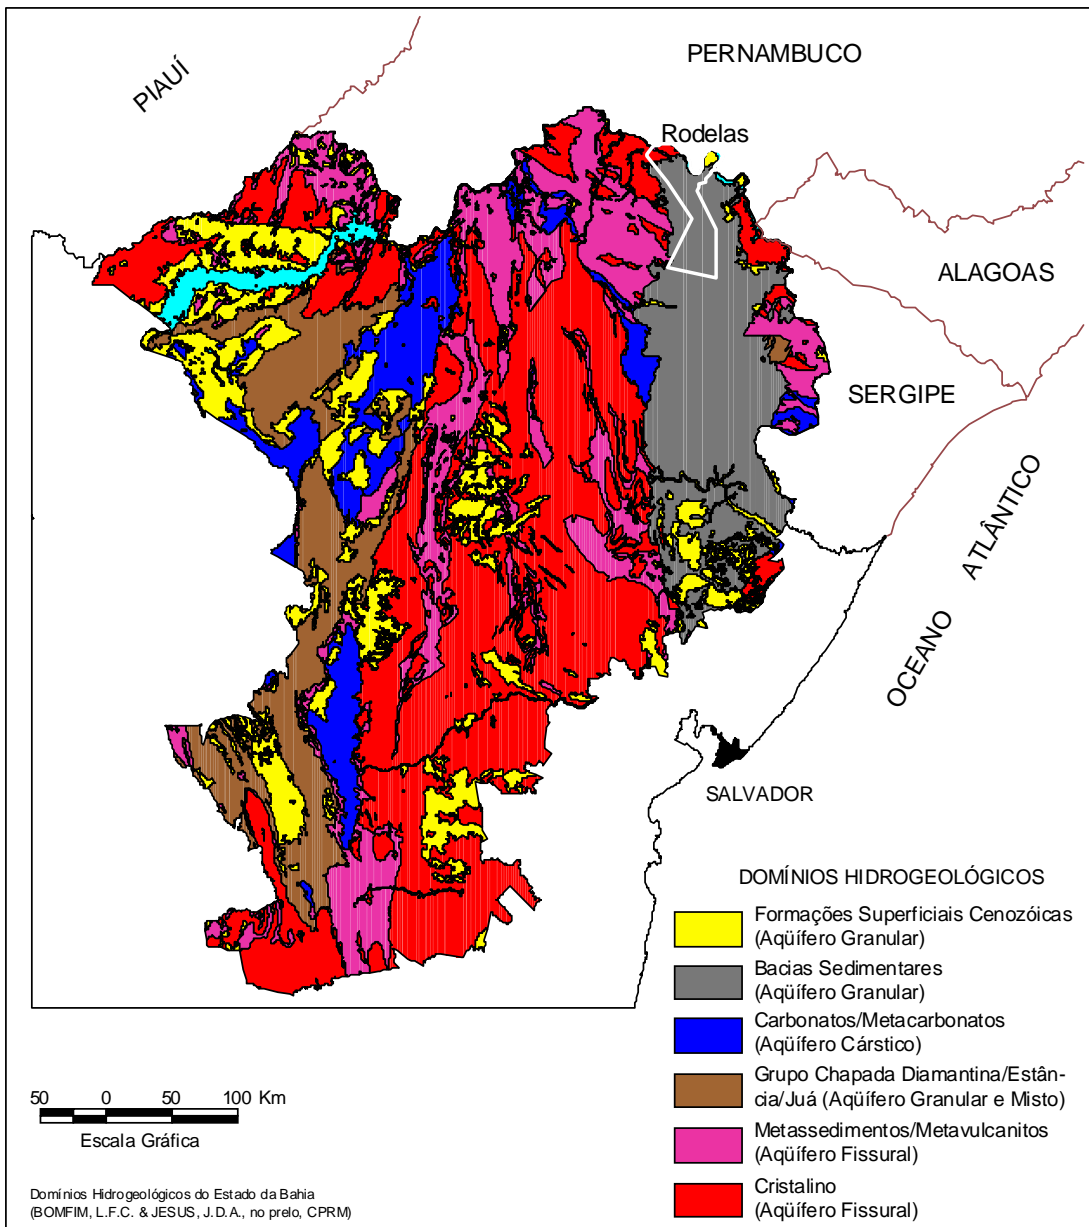 PIAUÍ
PERNAMBUCO
Rodelas
ALAGOAS
SERGIPE
OCEANO ATLÂNTICO
SALVADOR
DOMÍNIOS HIDROGEOLÓGICOS
Formações Superficiais Cenozóicas
(Aqüífero Granular)
Bacias Sedimentares
(Aqüífero Granular)
Carbonatos/Metacarbonatos
(Aqüífero Cárstico)
Grupo Chapada Diamantina/Estân-
cia/Juá (Aqüífero Granular e Misto)
Metassedimentos/Metavulcanitos
(Aqüífero Fissural)
Cristalino
(Aqüífero Fissural)
50 0 50 100 Km
Escala Gráfica
Domínios Hidrogeológicos do Estado da Bahia
(BOMFIM, L.F.C. & JESUS, J.D.A., no prelo, CPRM)